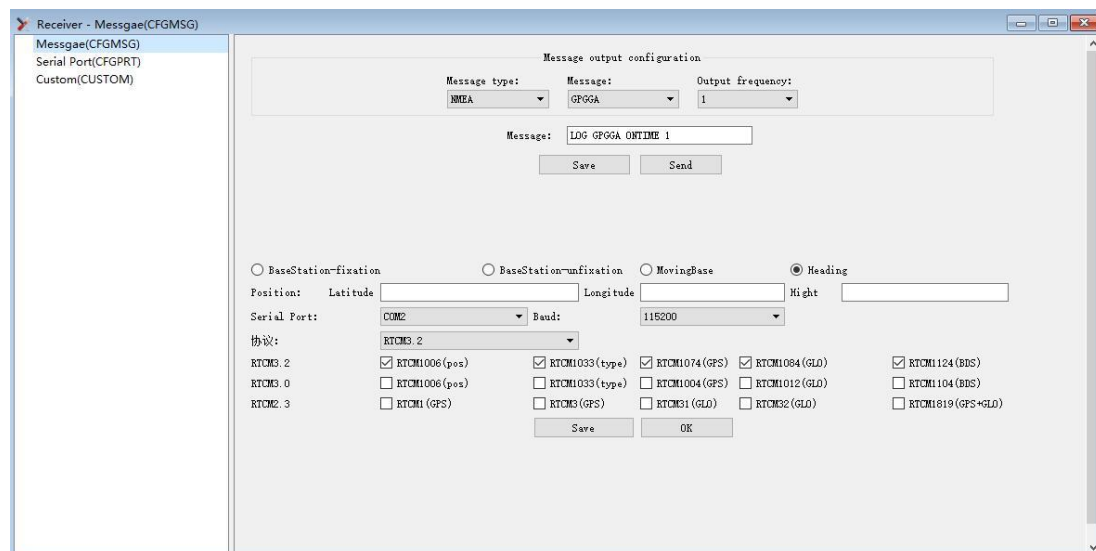 Receiver - Messgae(CFGMSG)
Messgae(CFGMSG)
Serial Port(CFGPRT)
Custom(CUSTOM)
Message output configuration
Message type: Message: Output frequency:
NMEA GPGGA 1
Message: LOG GPGGA ONTIME 1
Save Send
BaseStation-fixation BaseStation-unfixation MovingBase Heading
Position: Latitude Longitude Hight
Serial Port: COM2 Baud: 115200
协议: RTCM3.2
RTCM3.2 RTCM1006(pos) RTCM1033(type) RTCM1074(GPS) RTCM1084(GLO) RTCM1124(BDS)
RTCM3.0 RTCM1006(pos) RTCM1033(type) RTCM1004(GPS) RTCM1012(GLO) RTCM1104(BDS)
RTCM2.3 RTCM1(GPS) RTCM3(GPS) RTCM31(GLO) RTCM32(GLO) RTCM1819(GPS+GLO)
Save OK